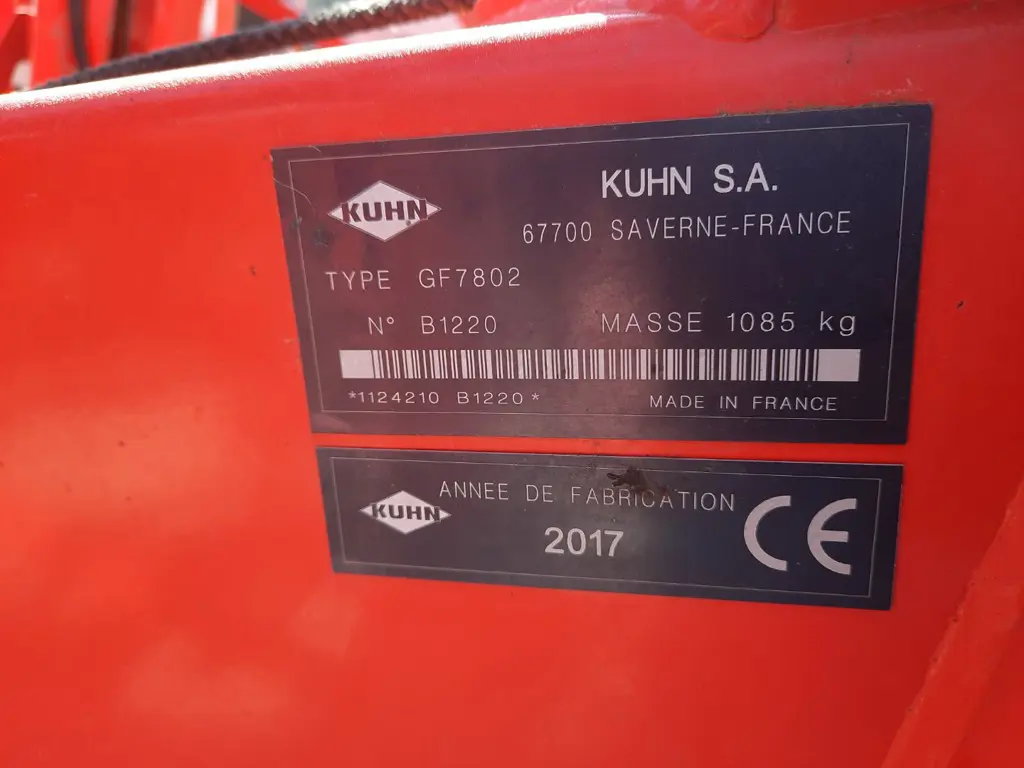 KUHN
KUHN S.A.
67700 SAVERNE-FRANCE
TYPE GF7802
N° B1220 MASSE 1085 kg
*1124210 B1220*
MADE IN FRANCE
KUHN
ANNEE DE FABRICATION
2017
CE